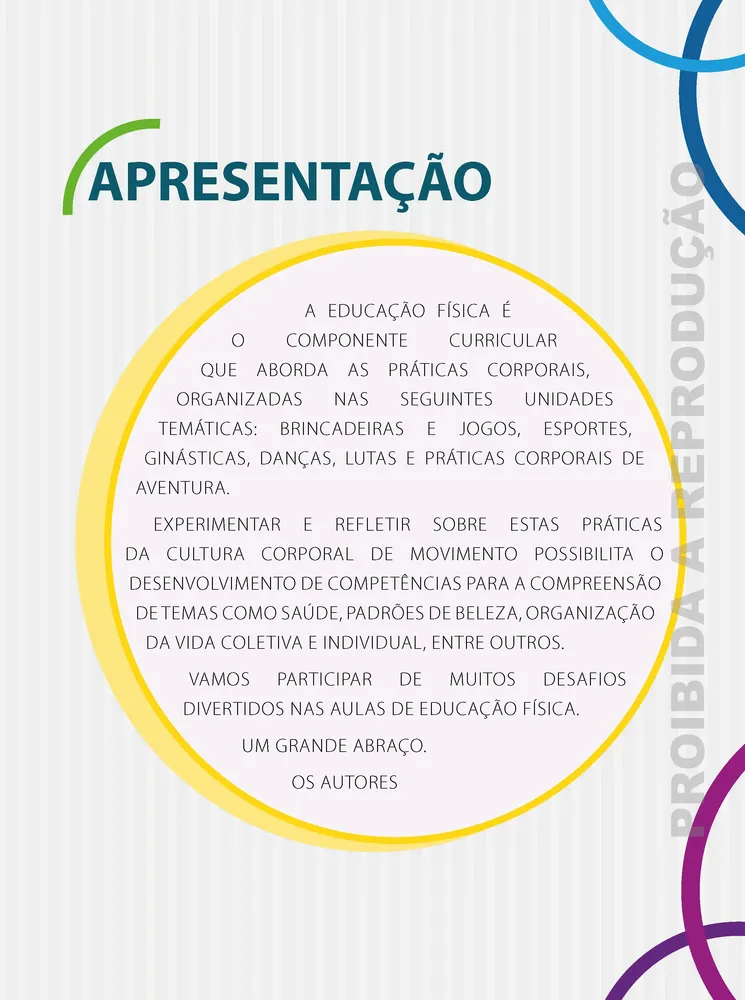 APRESENTAÇÃO
A EDUCAÇÃO FÍSICA É
O COMPONENTE CURRICULAR
QUE ABORDA AS PRÁTICAS CORPORAIS,
ORGANIZADAS NAS SEGUINTES UNIDADES
TEMÁTICAS: BRINCADEIRAS E JOGOS, ESPORTES,
GINÁSTICAS, DANÇAS, LUTAS E PRÁTICAS CORPORAIS DE
AVENTURA.
EXPERIMENTAR E REFLETIR SOBRE ESTAS PRÁTICAS
DA CULTURA CORPORAL DE MOVIMENTO POSSIBILITA O
DESENVOLVIMENTO DE COMPETÊNCIAS PARA A COMPREENSÃO
DE TEMAS COMO SAÚDE, PADRÕES DE BELEZA, ORGANIZAÇÃO
DA VIDA COLETIVA E INDIVIDUAL, ENTRE OUTROS.
VAMOS PARTICIPAR DE MUITOS DESAFIOS
DIVERTIDOS NAS AULAS DE EDUCAÇÃO FÍSICA.
UM GRANDE ABRAÇO.
OS AUTORES
PROIBIDA A REPRODUÇÃO